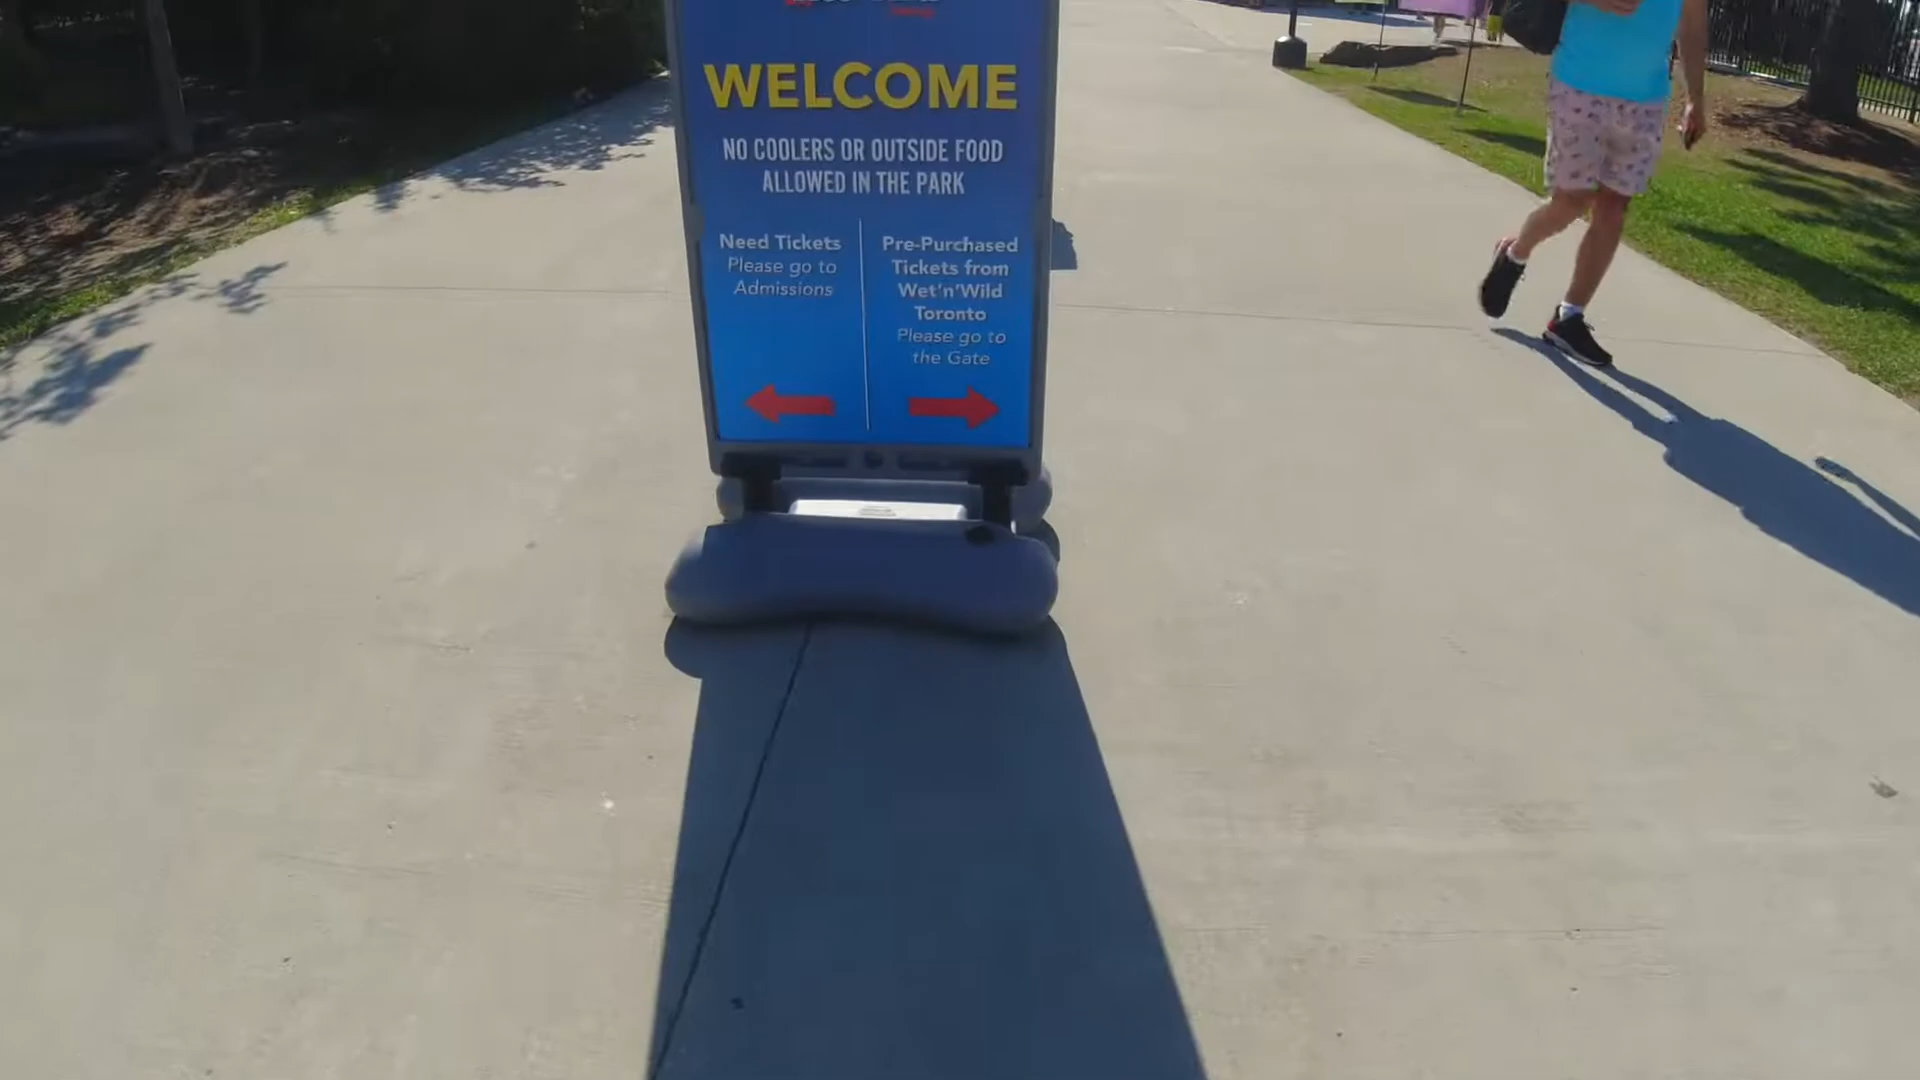 WELCOME
NO COOLERS OR OUTSIDE FOOD
ALLOWED IN THE PARK
Need Tickets
Please go to
Admissions
Pre-Purchased
Tickets from
Wet'n'Wild
Toronto
Please go to
the Gate